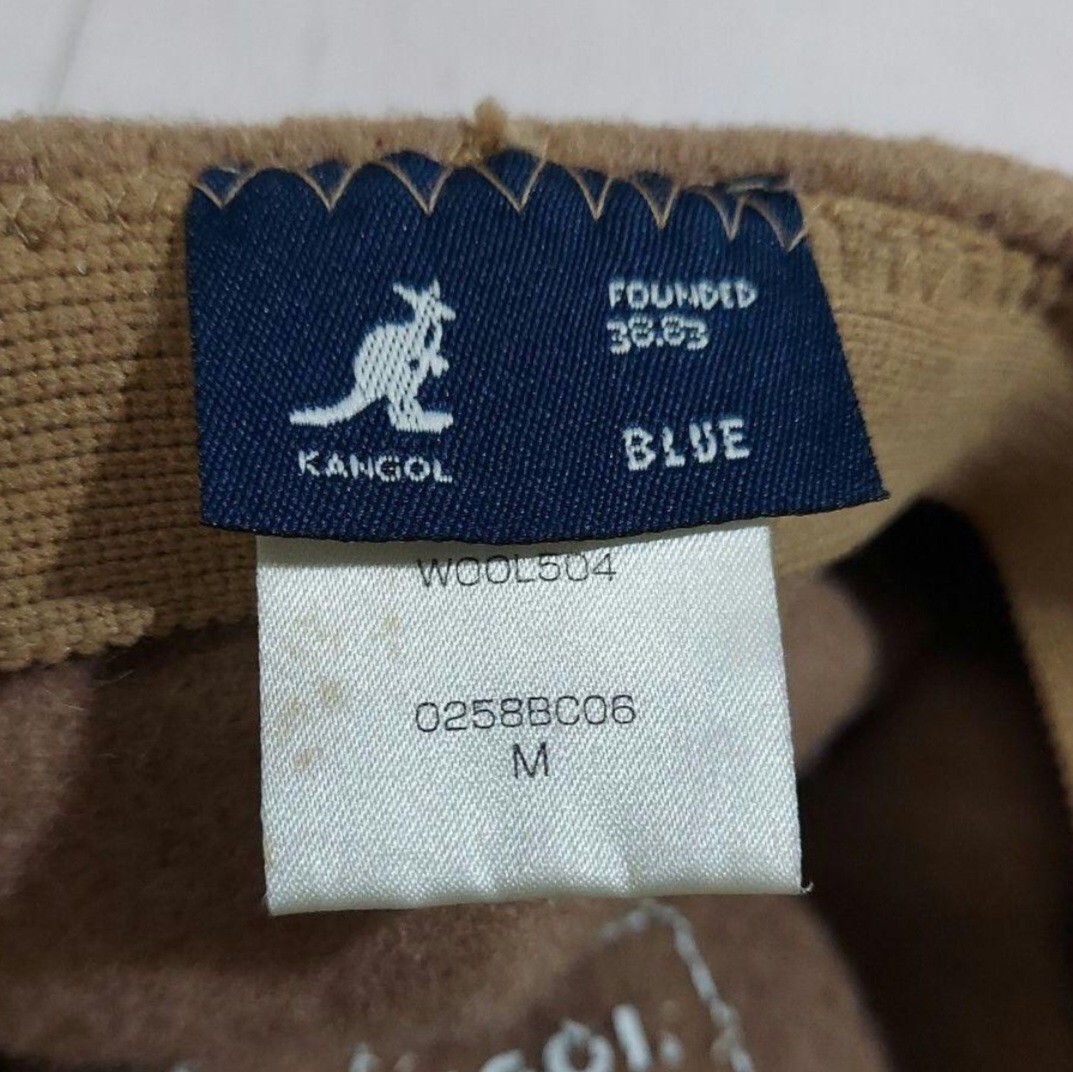 FOUNDED
38.83
KANGOL
BLUE
WOOL504
0258BC06
M